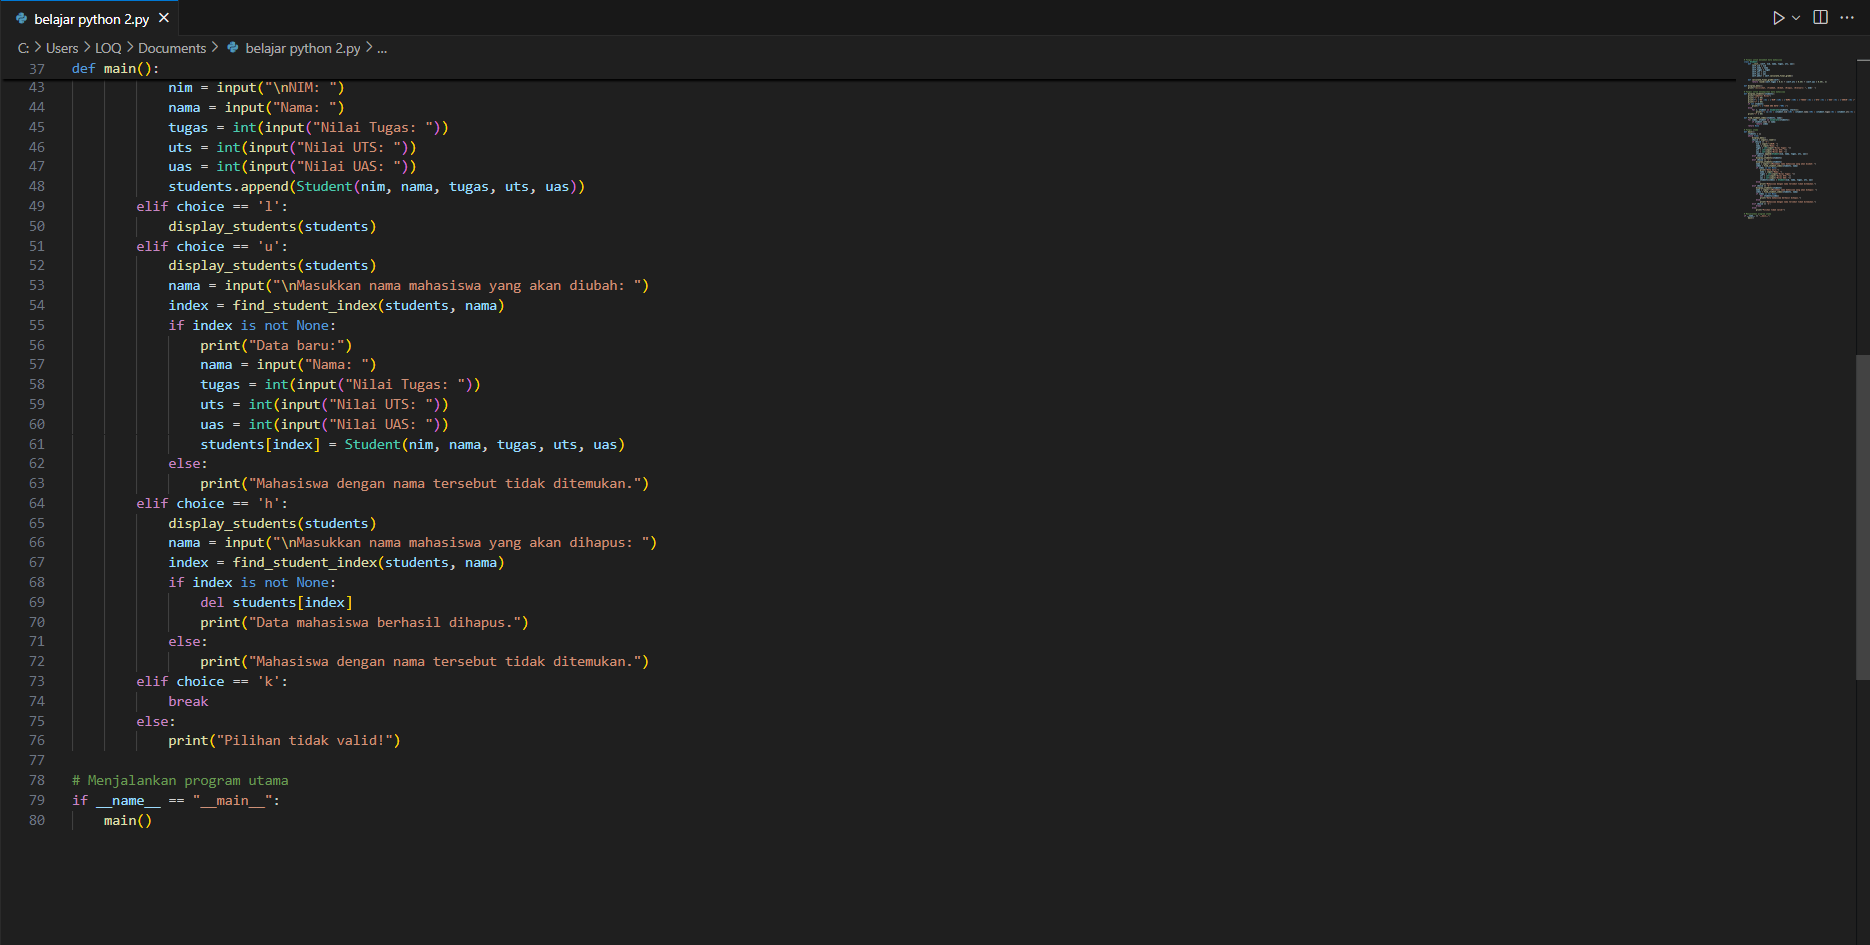 belajar python 2.py
C: > Users > LOQ > Documents > belajar python 2.py > ...
37 def main():
43 nim = input("\nNIM: ")
44 nama = input("Nama: ")
45 tugas = int(input("Nilai Tugas: "))
46 uts = int(input("Nilai UTS: "))
47 uas = int(input("Nilai UAS: "))
48 students.append(Student(nim, nama, tugas, uts, uas))
49 elif choice == 'l':
50 display_students(students)
51 elif choice == 'u':
52 display_students(students)
53 nama = input("\nMasukkan nama mahasiswa yang akan diubah: ")
54 index = find_student_index(students, nama)
55 if index is not None:
56 print("Data baru:")
57 nama = input("Nama: ")
58 tugas = int(input("Nilai Tugas: "))
59 uts = int(input("Nilai UTS: "))
60 uas = int(input("Nilai UAS: "))
61 students[index] = Student(nim, nama, tugas, uts, uas)
62 else:
63 print("Mahasiswa dengan nama tersebut tidak ditemukan.")
64 elif choice == 'h':
65 display_students(students)
66 nama = input("\nMasukkan nama mahasiswa yang akan dihapus: ")
67 index = find_student_index(students, nama)
68 if index is not None:
69 del students[index]
70 print("Data mahasiswa berhasil dihapus.")
71 else:
72 print("Mahasiswa dengan nama tersebut tidak ditemukan.")
73 elif choice == 'k':
74 break
75 else:
76 print("Pilihan tidak valid!")
77
78 # Menjalankan program utama
79 if __name__ == "__main__":
80 main()